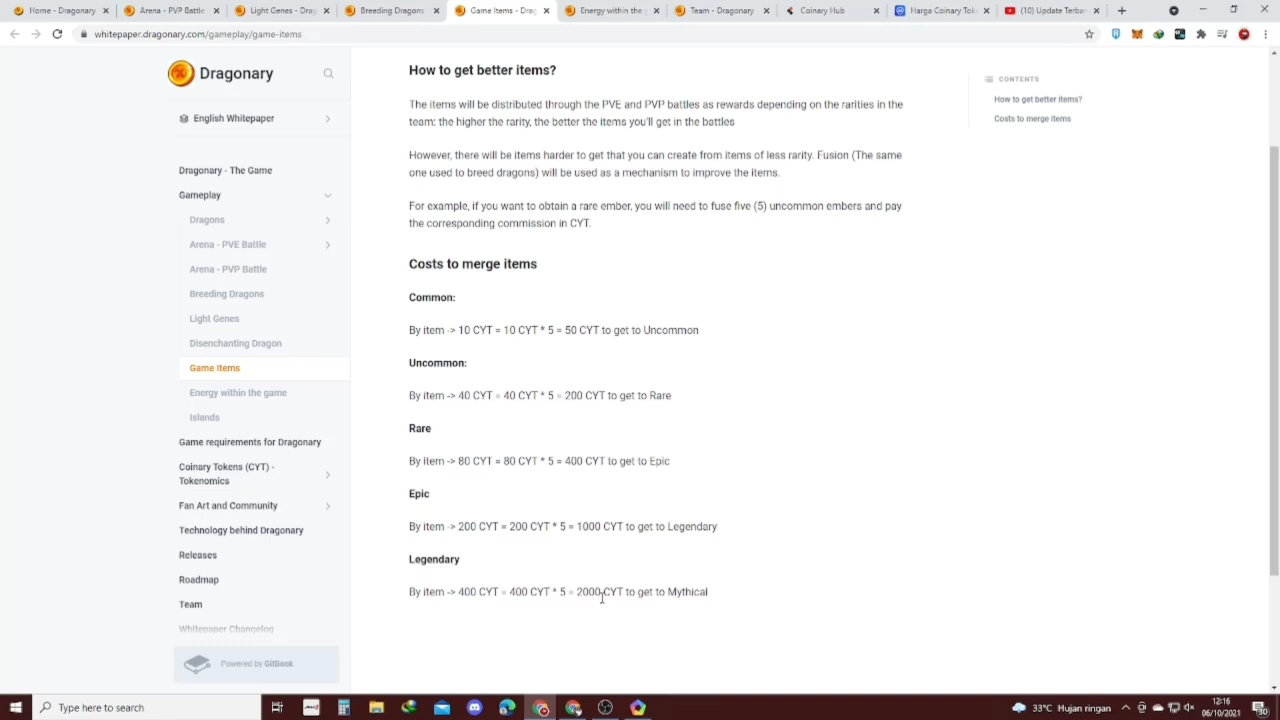 Home - Dragonary
Arena - PVP Battle
Light Genes - Drag
Breeding Dragons
Game Items - Drag
Energy within the g
Team - Dragonary
Coinary Hub
Harga Coinary Tok
(10) Update Terbar
whitepaper.dragonary.com/gameplay/game-items
Dragonary
English Whitepaper
Dragonary - The Game
Gameplay
Dragons
Arena - PVE Battle
Arena - PVP Battle
Breeding Dragons
Light Genes
Disenchanting Dragon
Game Items
Energy within the game
Islands
Game requirements for Dragonary
Coinary Tokens (CYT) -
Tokenomics
Fan Art and Community
Technology behind Dragonary
Releases
Roadmap
Team
Whitepaper Changelog
Powered by GitBook
How to get better items?
The items will be distributed through the PVE and PVP battles as rewards depending on the rarities in the
team: the higher the rarity, the better the items you'll get in the battles
However, there will be items harder to get that you can create from items of less rarity. Fusion (The same
one used to breed dragons) will be used as a mechanism to improve the items.
For example, if you want to obtain a rare ember, you will need to fuse five (5) uncommon embers and pay
the corresponding commission in CYT.
Costs to merge items
Common:
By item -> 10 CYT = 10 CYT * 5 = 50 CYT to get to Uncommon
Uncommon:
By item -> 40 CYT = 40 CYT * 5 = 200 CYT to get to Rare
Rare
By item -> 80 CYT = 80 CYT * 5 = 400 CYT to get to Epic
Epic
By item -> 200 CYT = 200 CYT * 5 = 1000 CYT to get to Legendary
Legendary
By item -> 400 CYT = 400 CYT * 5 = 2000 CYT to get to Mythical
CONTENTS
How to get better items?
Costs to merge items
Type here to search
33°C Hujan ringan
12:16
06/10/2021